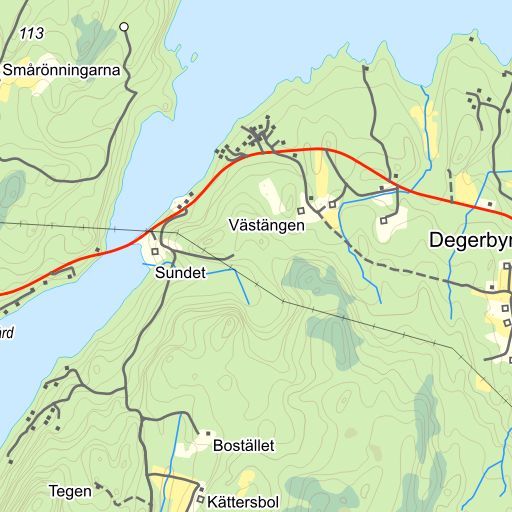 113
Smårönningarna
Västängen
Degerbyn
Sundet
Bostället
Tegen
Kättersbol